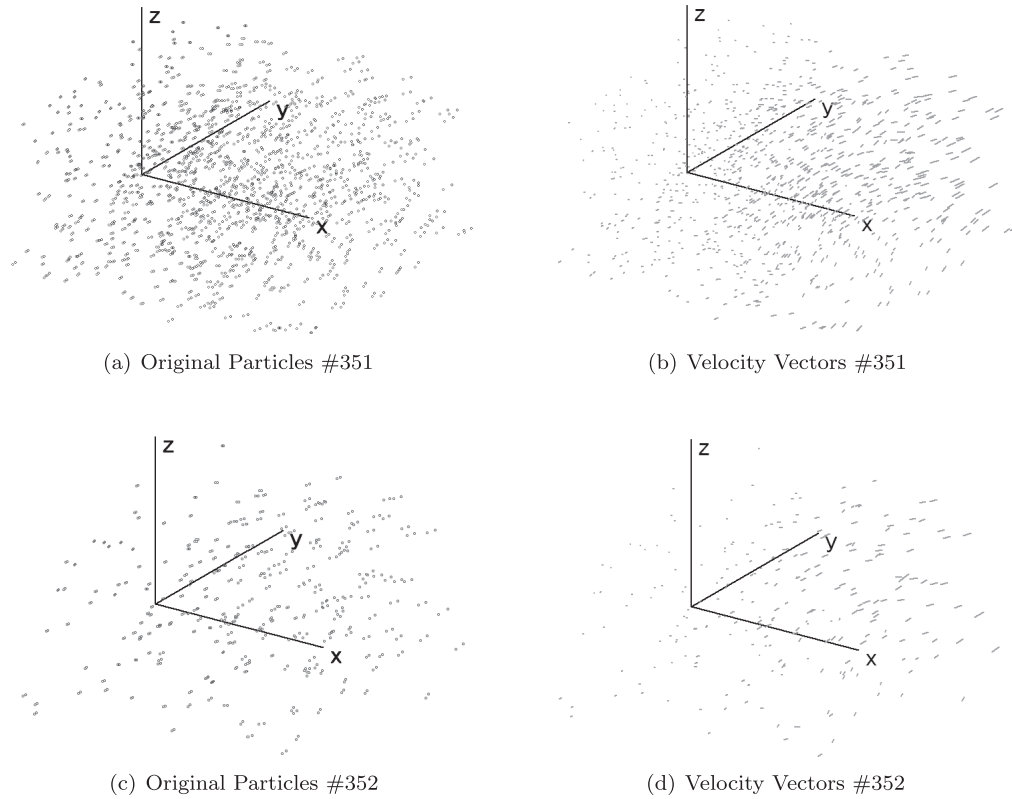 z
y
x
(a) Original Particles #351
z
y
x
(b) Velocity Vectors #351
z
y
x
(c) Original Particles #352
z
y
x
(d) Velocity Vectors #352